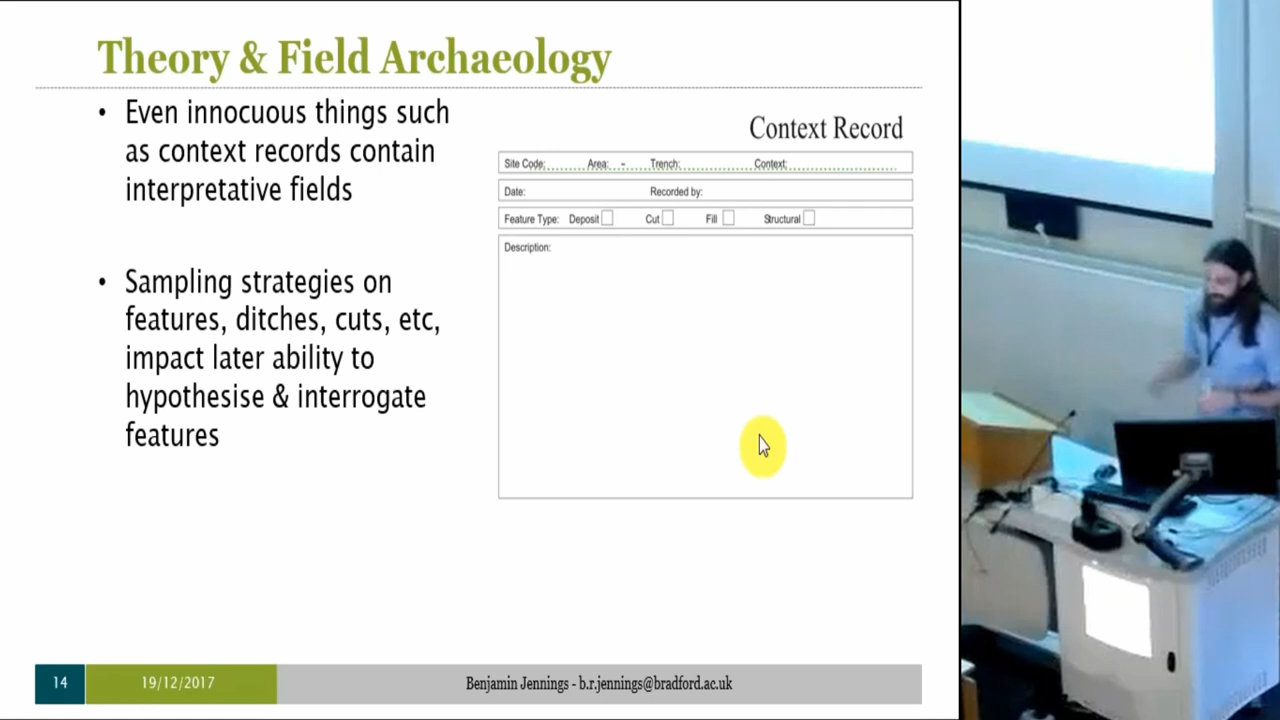 Theory & Field Archaeology
• Even innocuous things such
as context records contain
interpretative fields
• Sampling strategies on
features, ditches, cuts, etc,
impact later ability to
hypothesise & interrogate
features
Context Record
Site Code: Area: - Trench: Context:
Date: Recorded by:
Feature Type: Deposit Cut Fill Structural
Description:
14 19/12/2017 Benjamin Jennings - b.r.jennings@bradford.ac.uk